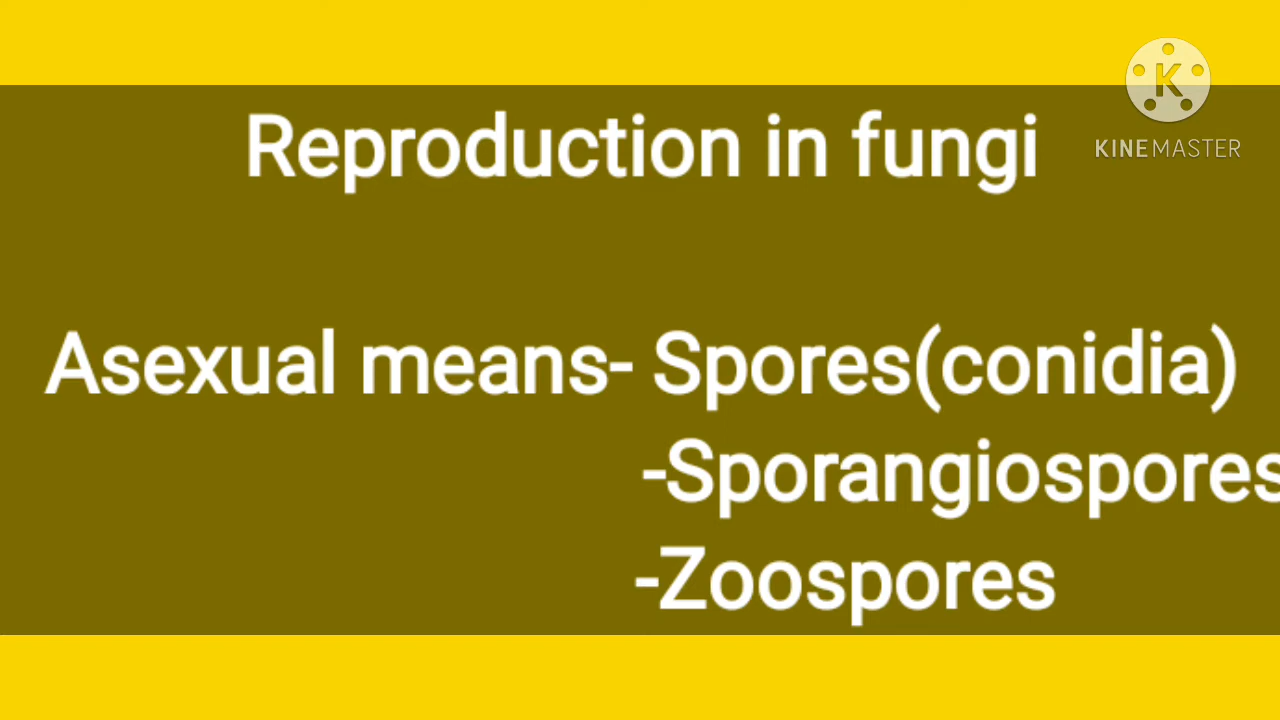 K
KINEMASTER
Reproduction in fungi
Asexual means- Spores(conidia)
-Sporangiospores
-Zoospores